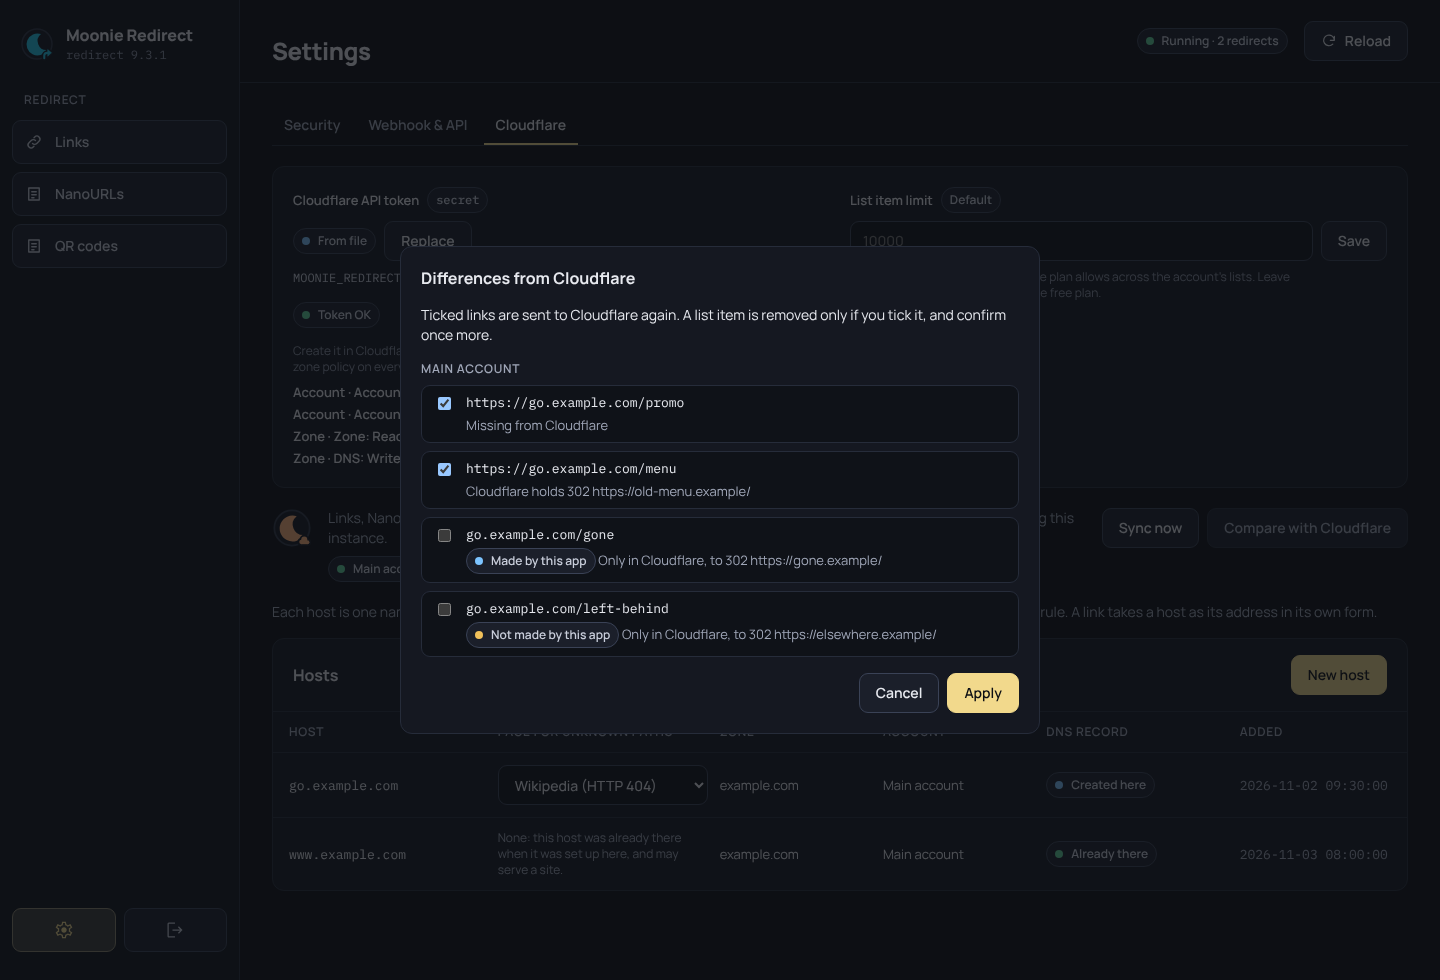 Moonie Redirect
redirect 9.3.1
REDIRECT
Links
NanoURLs
QR codes
Settings
Running · 2 redirects
Reload
Security
Webhook & API
Cloudflare
Cloudflare API token
secret
From file
Replace
MOONIE_REDIRECT
Token OK
Create it in
zone policy on
Account ·
Account ·
Zone · Zone:
Zone · DNS: Write
List item limit
Default
10000
Save
plan allows across the account's lists. Leave
free plan.
Differences from Cloudflare
Ticked links are sent to Cloudflare again. A list item is removed only if you tick it, and confirm
once more.
MAIN ACCOUNT
https://go.example.com/promo
Missing from Cloudflare
https://go.example.com/menu
Cloudflare holds 302 https://old-menu.example/
go.example.com/gone
Made by this app Only in Cloudflare, to 302 https://gone.example/
go.example.com/left-behind
Not made by this app Only in Cloudflare, to 302 https://elsewhere.example/
Cancel
Apply
Links,
instance.
this
Main
Sync now
Compare with Cloudflare
Each host is one
rule. A link takes a host as its address in its own form.
Hosts
New host
HOST
DNS RECORD
ADDED
go.example.com
Wikipedia (HTTP 404)
example.com
Main account
Created here
2026-11-02 09:30:00
www.example.com
None: this host was already there
when it was set up here, and may
serve a site.
example.com
Main account
Already there
2026-11-03 08:00:00